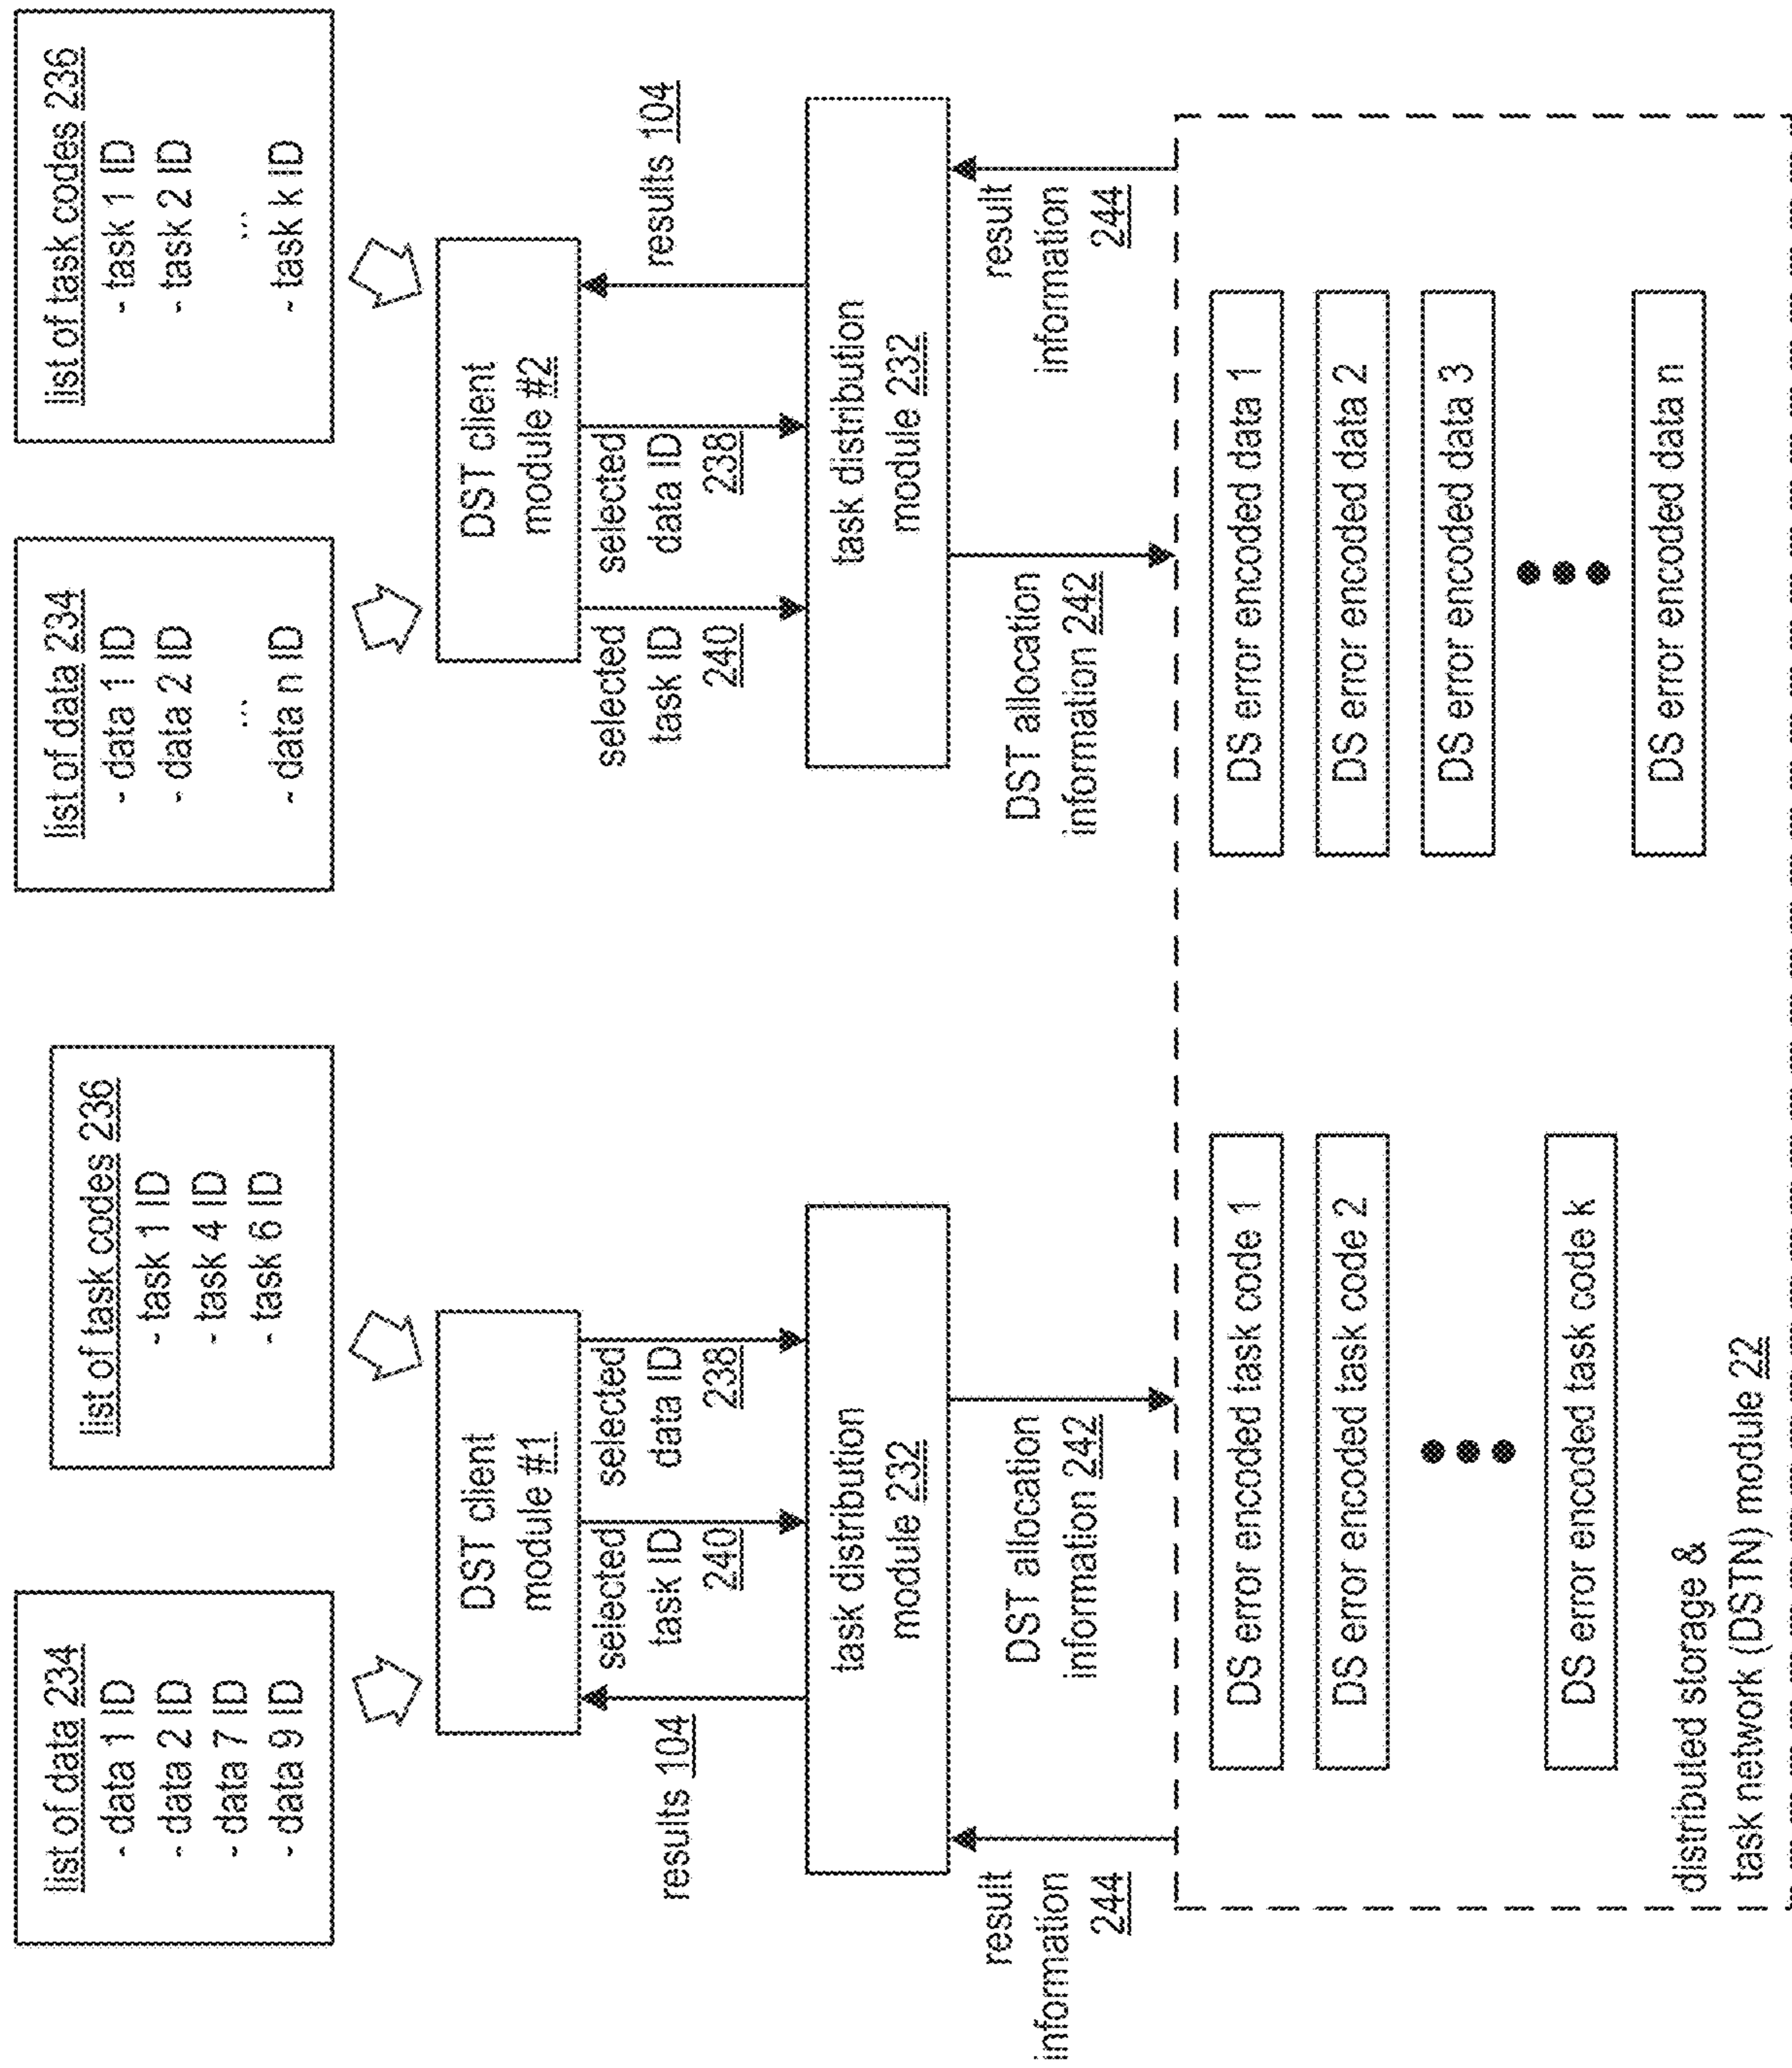 list of data 234
- data 1 ID
- data 2 ID
- data 7 ID
- data 9 ID
list of task codes 236
- task 1 ID
- task 4 ID
- task 6 ID
list of data 234
- data 1 ID
- data 2 ID
...
- data n ID
list of task codes 236
- task 1 ID
- task 2 ID
...
- task k ID
DST client
module #1
DST client
module #2
results 104
selected
task ID
240
selected
data ID
238
selected
task ID
240
selected
data ID
238
results 104
task distribution
module 232
task distribution
module 232
result
information
244
DST allocation
information 242
DST allocation
information 242
result
information
244
DS error encoded task code 1
DS error encoded task code 2
DS error encoded task code k
DS error encoded data 1
DS error encoded data 2
DS error encoded data 3
DS error encoded data n
distributed storage &
task network (DSTN) module 22